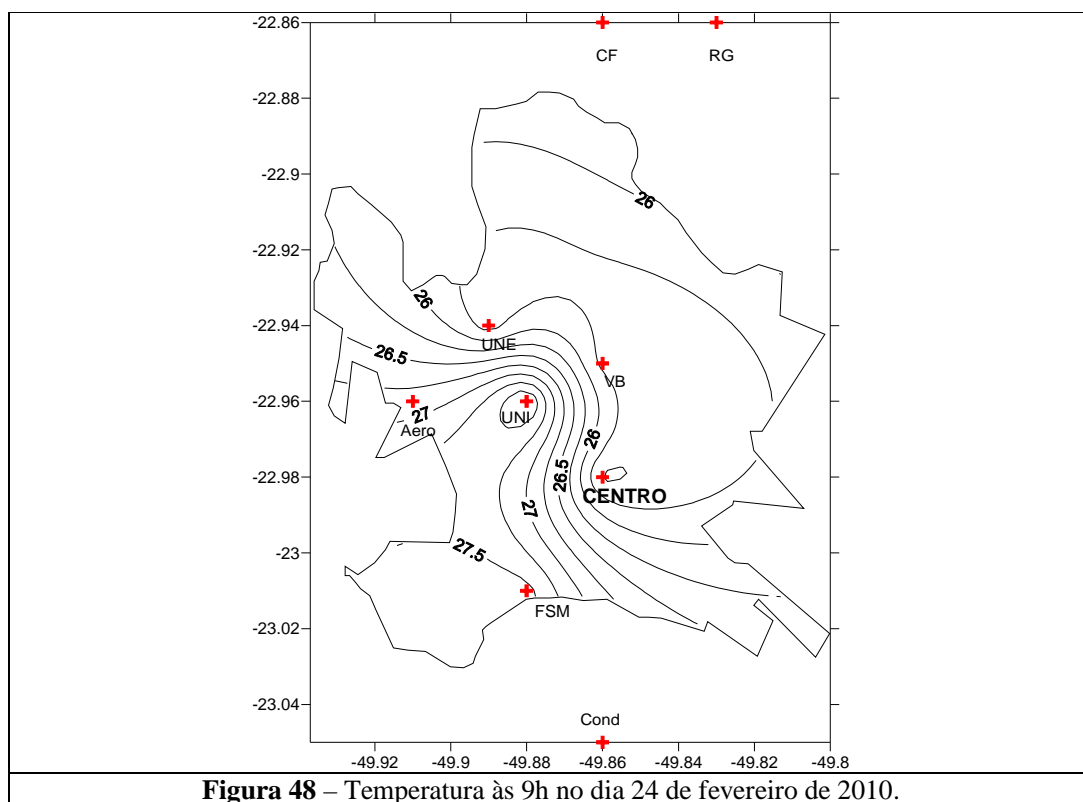 -22.86
CF RG
-22.88
-22.9
26
-22.92
26
-22.94
UNE
26.5
VB
-22.96
27
UNI
Aero
26
-22.98
26.5
CENTRO
27
27.5
-23
FSM
-23.02
-23.04
Cond
-49.92 -49.9 -49.88 -49.86 -49.84 -49.82 -49.8
Figura 48 – Temperatura às 9h no dia 24 de fevereiro de 2010.